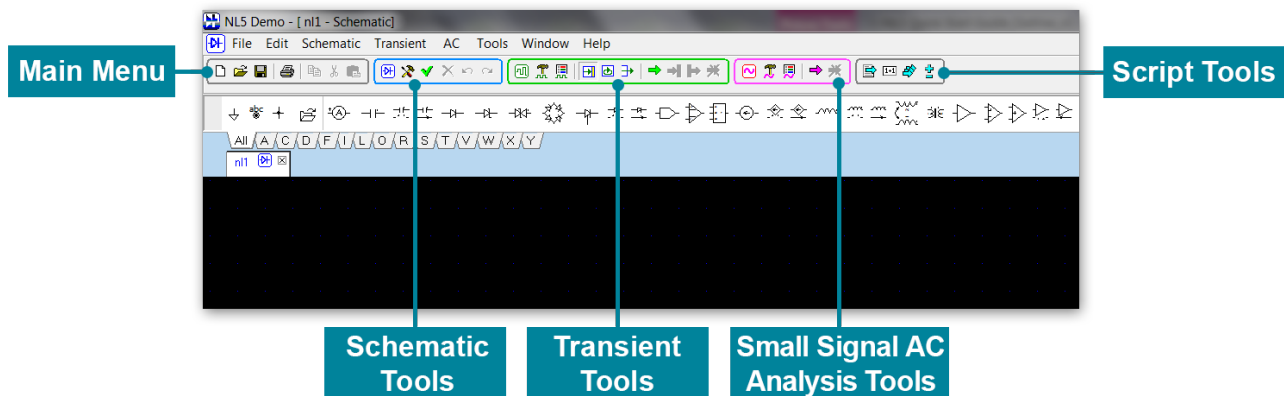 NL5 Demo - [ nl1 - Schematic]
File Edit Schematic Transient AC Tools Window Help
Main Menu
Script Tools
abc
All A C D F I L O R S T V W X Y
nl1
Schematic
Tools
Transient
Tools
Small Signal AC
Analysis Tools